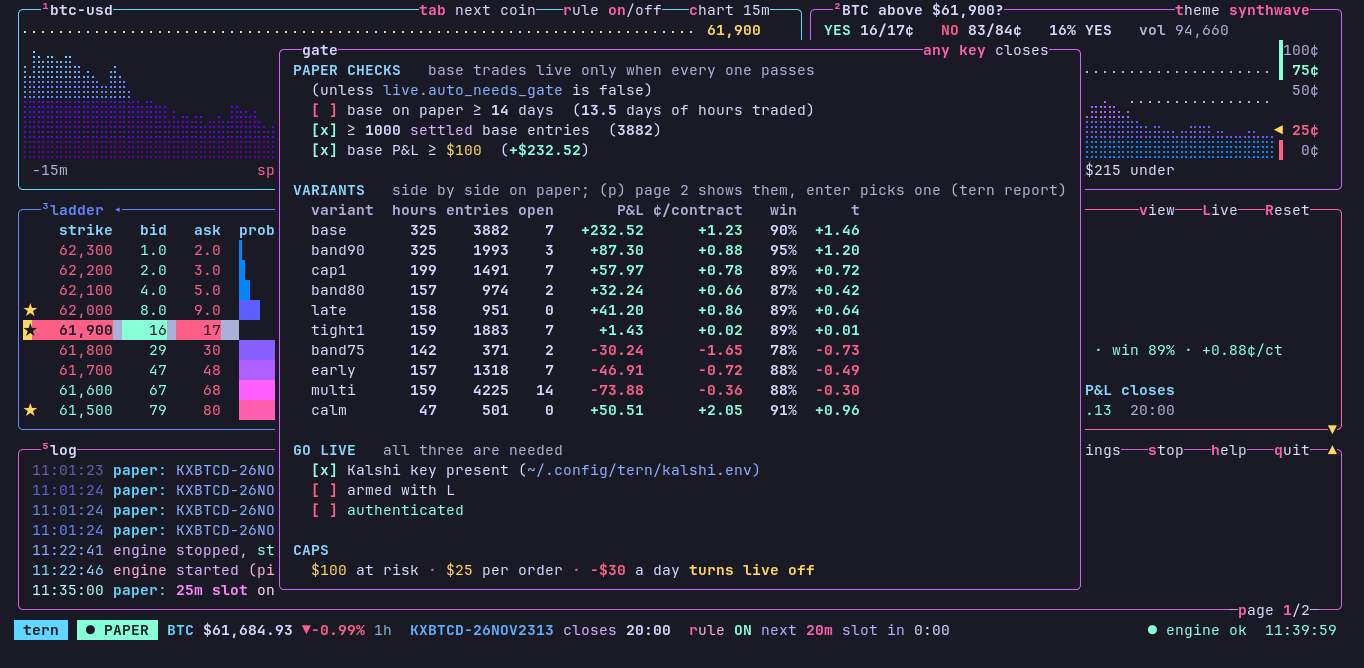 ¹btc-usd tab next coin rule on/off chart 15m
²BTC above $61,900? theme synthwave
61,900
YES 16/17¢ NO 83/84¢ 16% YES vol 94,660
gate any key closes
100¢
PAPER CHECKS base trades live only when every one passes
75¢
(unless live.auto_needs_gate is false)
50¢
[ ] base on paper ≥ 14 days (13.5 days of hours traded)
[x] ≥ 1000 settled base entries (3882)
◂ 25¢
[x] base P&L ≥ $100 (+$232.52)
0¢
-15m sp
$215 under
VARIANTS side by side on paper; (p) page 2 shows them, enter picks one (tern report)
³ladder ◂
variant hours entries open P&L ¢/contract win t
view Live Reset
strike bid ask prob
base 325 3882 7 +232.52 +1.23 90% +1.46
62,300 1.0 2.0
band90 325 1993 3 +87.30 +0.88 95% +1.20
62,200 2.0 3.0
cap1 199 1491 7 +57.97 +0.78 89% +0.72
62,100 4.0 5.0
band80 157 974 2 +32.24 +0.66 87% +0.42
★ 62,000 8.0 9.0
late 158 951 0 +41.20 +0.86 89% +0.64
★ 61,900 16 17
tight1 159 1883 7 +1.43 +0.02 89% +0.01
61,800 29 30
band75 142 371 2 -30.24 -1.65 78% -0.73
· win 89% · +0.88¢/ct
61,700 47 48
early 157 1318 7 -46.91 -0.72 88% -0.49
61,600 67 68
multi 159 4225 14 -73.88 -0.36 88% -0.30
P&L closes
★ 61,500 79 80
calm 47 501 0 +50.51 +2.05 91% +0.96
.13 20:00
⁵log
GO LIVE all three are needed
ings stop help quit
11:01:23 paper: KXBTCD-26NO
[x] Kalshi key present (~/.config/tern/kalshi.env)
11:01:24 paper: KXBTCD-26NO
[ ] armed with L
11:01:24 paper: KXBTCD-26NO
[ ] authenticated
11:01:24 paper: KXBTCD-26NO
11:22:41 engine stopped, st
CAPS
11:22:46 engine started (pi
$100 at risk · $25 per order · -$30 a day turns live off
11:35:00 paper: 25m slot on
page 1/2
tern ● PAPER BTC $61,684.93 ▼-0.99% 1h KXBTCD-26NOV2313 closes 20:00 rule ON next 20m slot in 0:00 ● engine ok 11:39:59